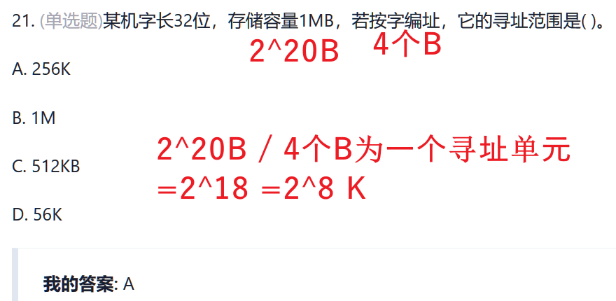 21. (单选题)某机字长32位，存储容量1MB，若按字编址，它的寻址范围是( )。
2^20B 4个B
A. 256K
B. 1M
2^20B / 4个B为一个寻址单元
C. 512KB
=2^18 =2^8 K
D. 56K
我的答案: A